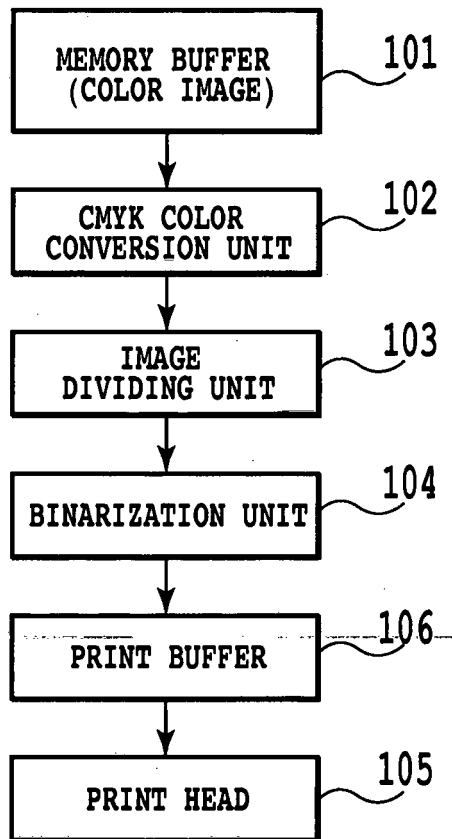 MEMORY BUFFER
(COLOR IMAGE)
101
CMYK COLOR
CONVERSION UNIT
102
IMAGE
DIVIDING UNIT
103
BINARIZATION UNIT
104
PRINT BUFFER
106
PRINT HEAD
105